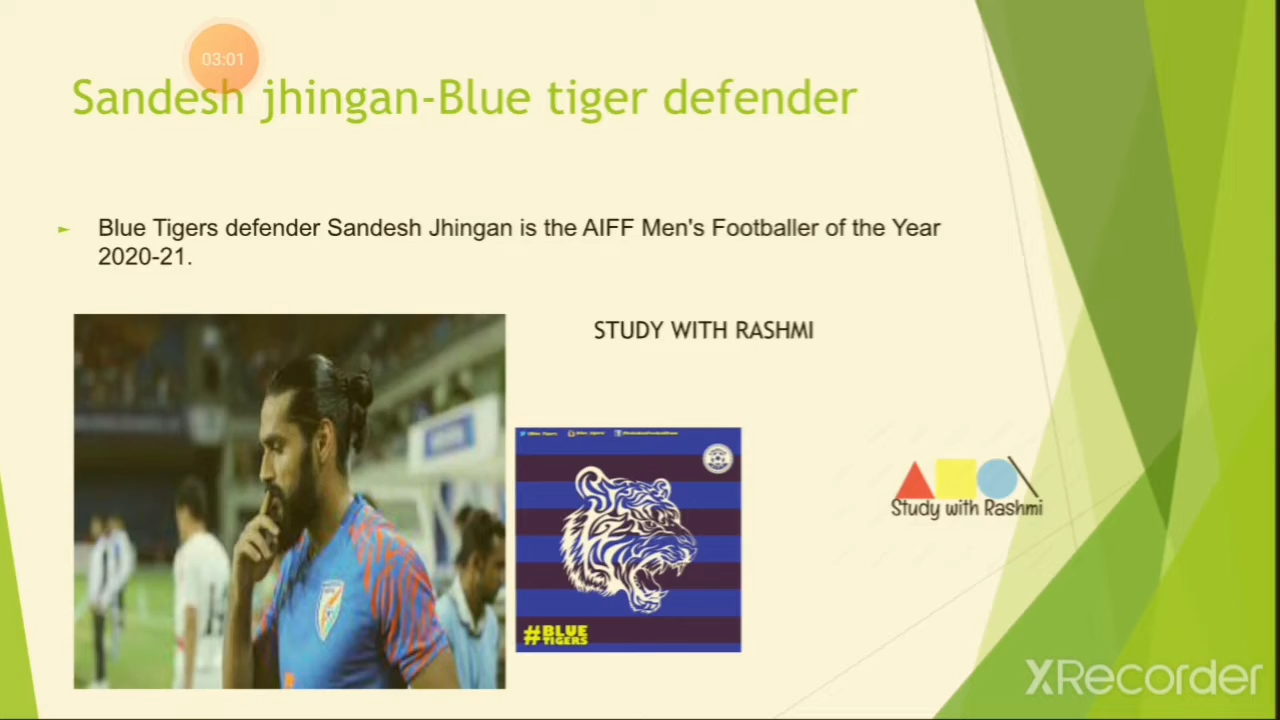 03:01
Sandesh jhingan-Blue tiger defender
Blue Tigers defender Sandesh Jhingan is the AIFF Men's Footballer of the Year
2020-21.
STUDY WITH RASHMI
#BLUE
TIGERS
Study with Rashmi
XRecorder